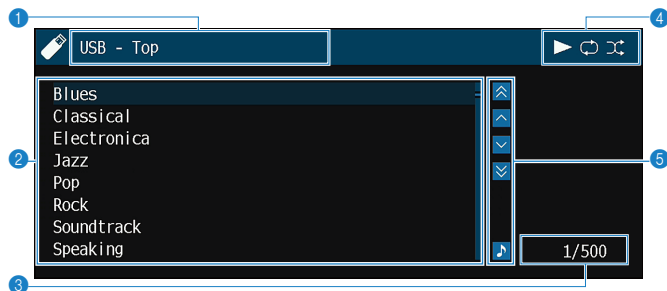 1
4
USB - Top
Blues
Classical
Electronica
2
Jazz
5
Pop
Rock
Soundtrack
Speaking
1/500
3